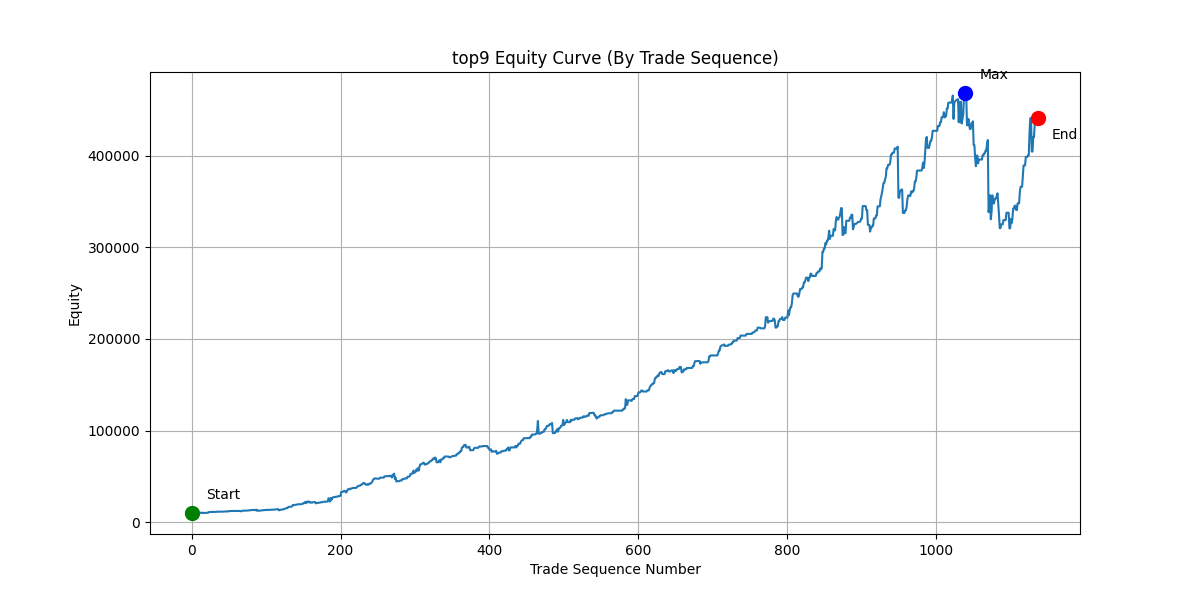 top9 Equity Curve (By Trade Sequence)
Max
End
Start
Equity
400000
300000
200000
100000
0
0 200 400 600 800 1000
Trade Sequence Number